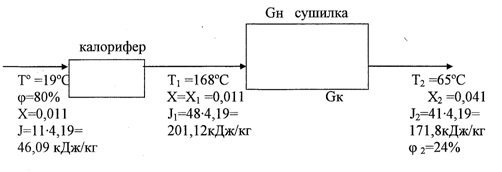 Gн сушилка
калорифер
Tº =19ºC
φ=80%
X=0,011
J=11·4,19=
46,09 кДж/кг
T₁ =168ºC
X=X₁ =0,011
J₁=48·4,19=
201,12кДж/кг
Gк
T₂ =65ºC
X₂ =0,041
J₂=41·4,19=
171,8кДж/кг
φ ₂=24%